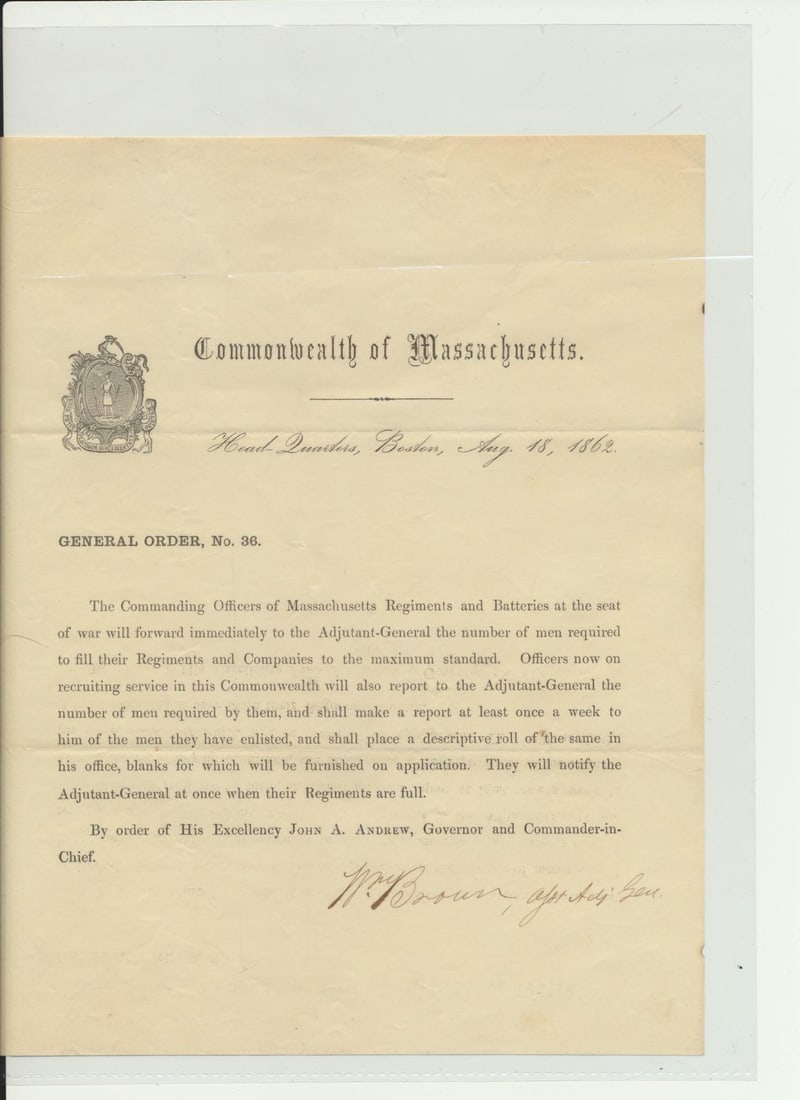 Commonwealth of Massachusetts.
Head-Quarters, Boston, Aug. 18, 1862.
GENERAL ORDER, No. 36.
The Commanding Officers of Massachusetts Regiments and Batteries at the seat
of war will forward immediately to the Adjutant-General the number of men required
to fill their Regiments and Companies to the maximum standard. Officers now on
recruiting service in this Commonwealth will also report to the Adjutant-General the
number of men required by them, and shall make a report at least once a week to
him of the men they have enlisted, and shall place a descriptive roll of the same in
his office, blanks for which will be furnished on application. They will notify the
Adjutant-General at once when their Regiments are full.
By order of His Excellency JOHN A. ANDREW, Governor and Commander-in-
Chief.
Wm Brown, Asst Adj Gen.